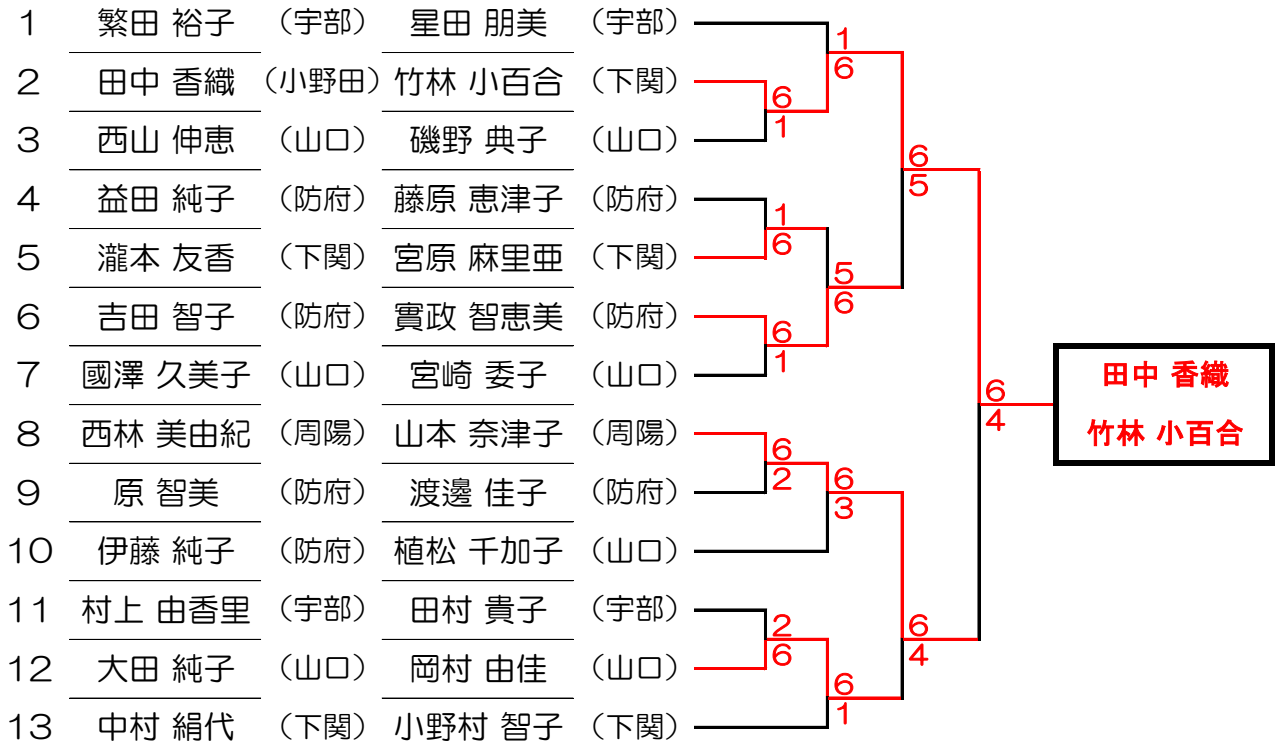 1 繁田 裕子 （宇部） 星田 朋美 （宇部）
1
6
2 田中 香織 （小野田） 竹林 小百合 （下関）
6
1
3 西山 伸恵 （山口） 磯野 典子 （山口）
6
5
4 益田 純子 （防府） 藤原 恵津子 （防府）
1
6
5 瀧本 友香 （下関） 宮原 麻里亜 （下関）
5
6
6 吉田 智子 （防府） 實政 智恵美 （防府）
6
1
7 國澤 久美子 （山口） 宮崎 委子 （山口）
6
4
田中 香織
竹林 小百合
8 西林 美由紀 （周陽） 山本 奈津子 （周陽）
6
2
9 原 智美 （防府） 渡邊 佳子 （防府）
6
3
10 伊藤 純子 （防府） 植松 千加子 （山口）
11 村上 由香里 （宇部） 田村 貴子 （宇部）
2
6
6
4
12 大田 純子 （山口） 岡村 由佳 （山口）
6
1
13 中村 絹代 （下関） 小野村 智子 （下関）